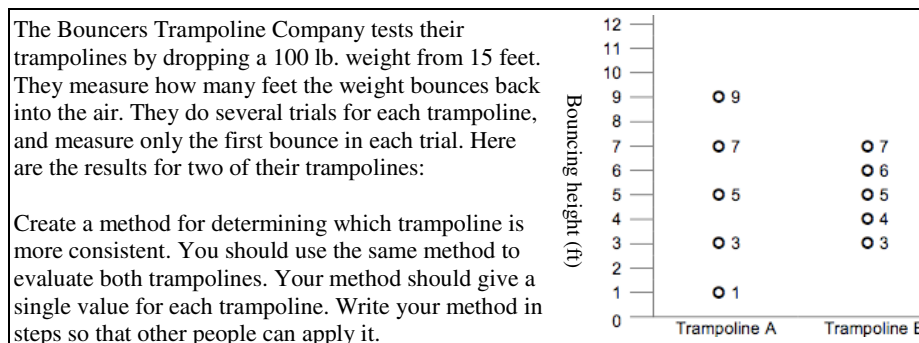 The Bouncers Trampoline Company tests their
trampolines by dropping a 100 lb. weight from 15 feet.
They measure how many feet the weight bounces back
into the air. They do several trials for each trampoline,
and measure only the first bounce in each trial. Here
are the results for two of their trampolines:
Create a method for determining which trampoline is
more consistent. You should use the same method to
evaluate both trampolines. Your method should give a
single value for each trampoline. Write your method in
steps so that other people can apply it.
Bouncing height (ft)
12
11
10
9
8
7
6
5
4
3
2
1
0
9
7
5
3
1
7
6
5
4
3
Trampoline A
Trampoline